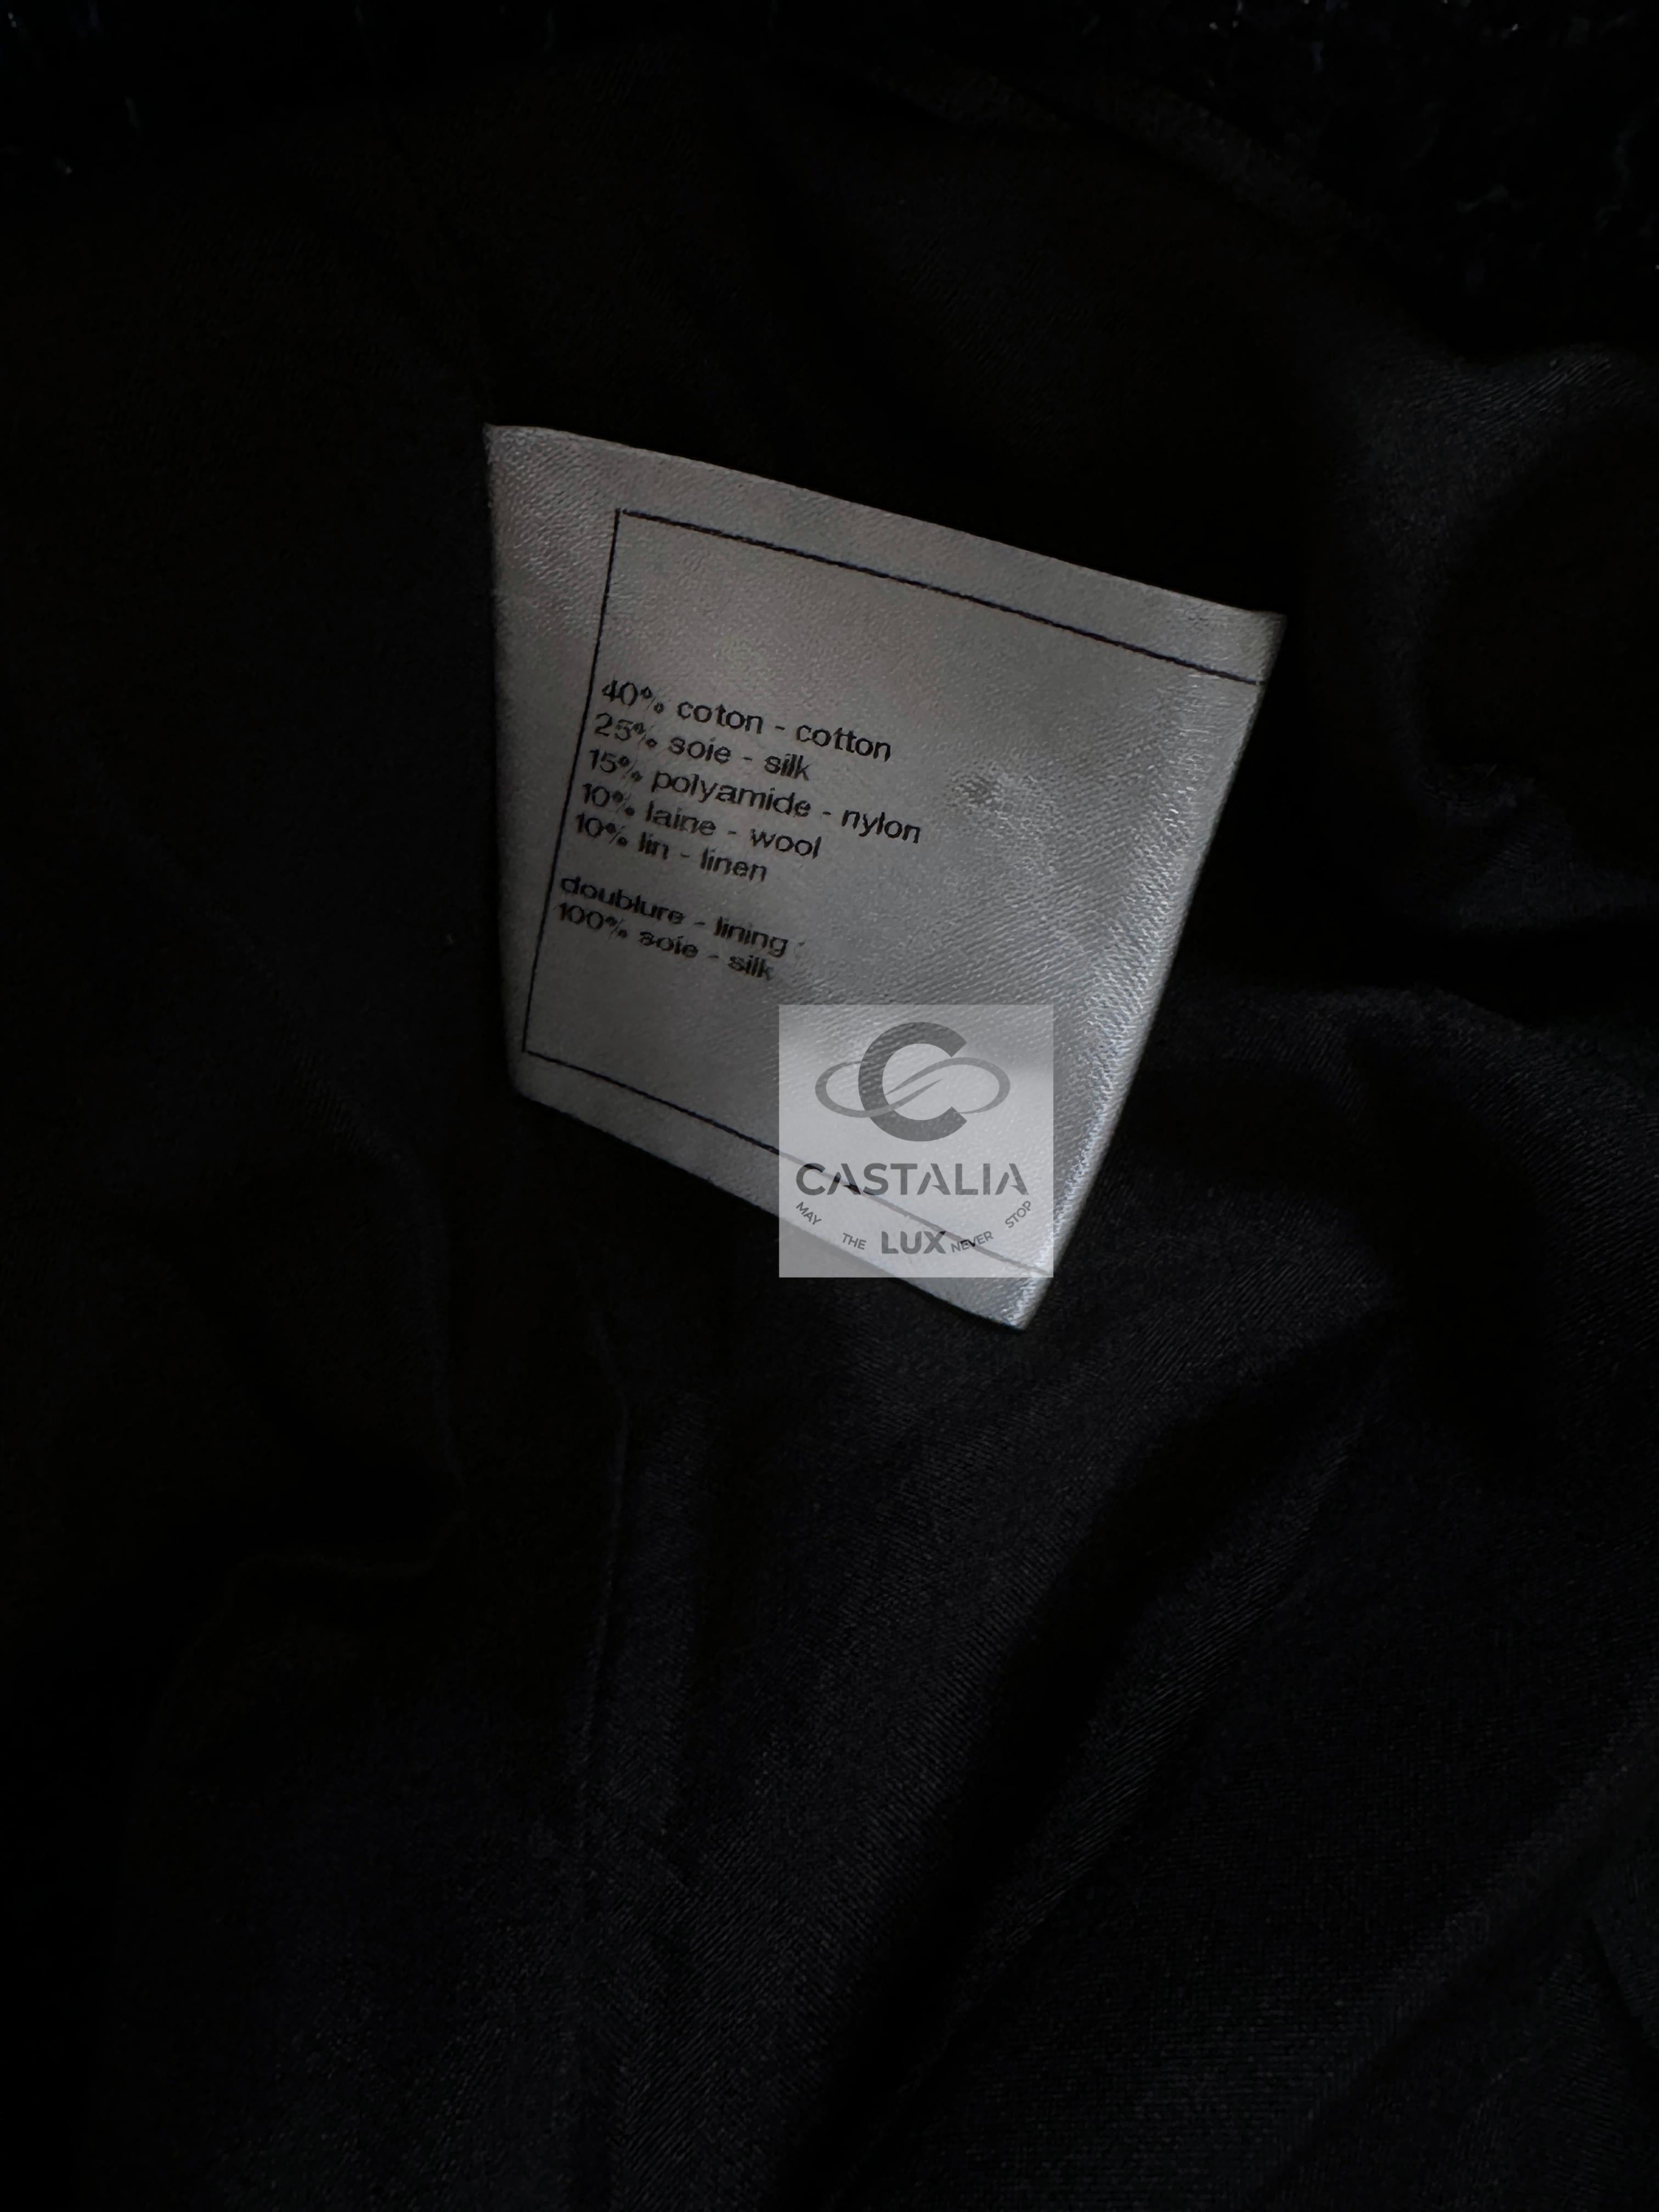 40% coton - cotton
25% soie - silk
15% polyamide - nylon
10% laine - wool
10% lin - linen
doublure - lining
100% soie - silk
C
CASTALIA
MAY THE LUX NEVER STOP